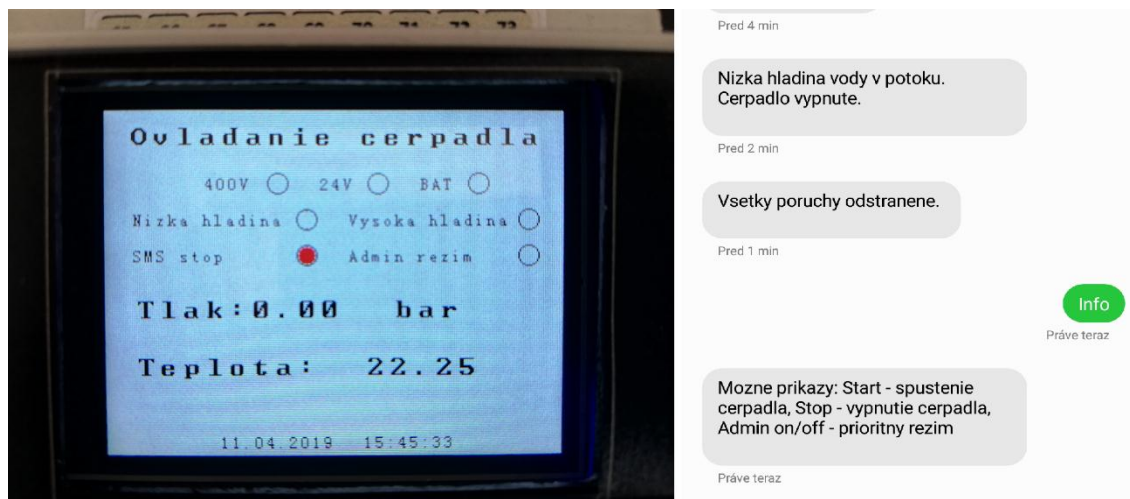 Ovladanie cerpadla
400V 24V BAT
Nizka hladina Vysoka hladina
SMS stop Admin rezim
Tlak:0.00 bar
Teplota: 22.25
11.04.2019 15:45:33
Pred 4 min
Nizka hladina vody v potoku.
Cerpadlo vypnute.
Pred 2 min
Vsetky poruchy odstranene.
Pred 1 min
Info
Práve teraz
Mozne prikazy: Start - spustenie
cerpadla, Stop - vypnutie cerpadla,
Admin on/off - prioritny rezim
Práve teraz